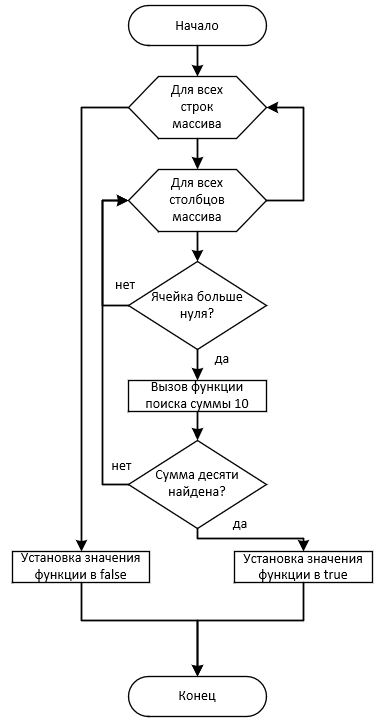 Начало
Для всех
строк
массива
Для всех
столбцов
массива
нет
Ячейка больше
нуля?
да
Вызов функции
поиска суммы 10
нет
Сумма десяти
найдена?
да
Установка значения
функции в false
Установка значения
функции в true
Конец